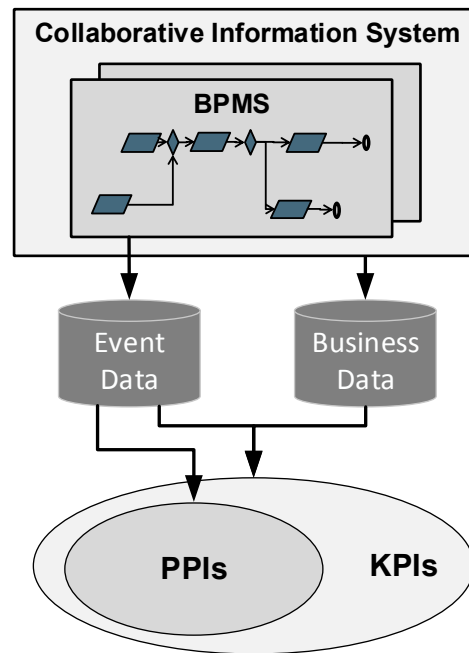 Collaborative Information System
BPMS
Event
Data
Business
Data
PPIs
KPIs